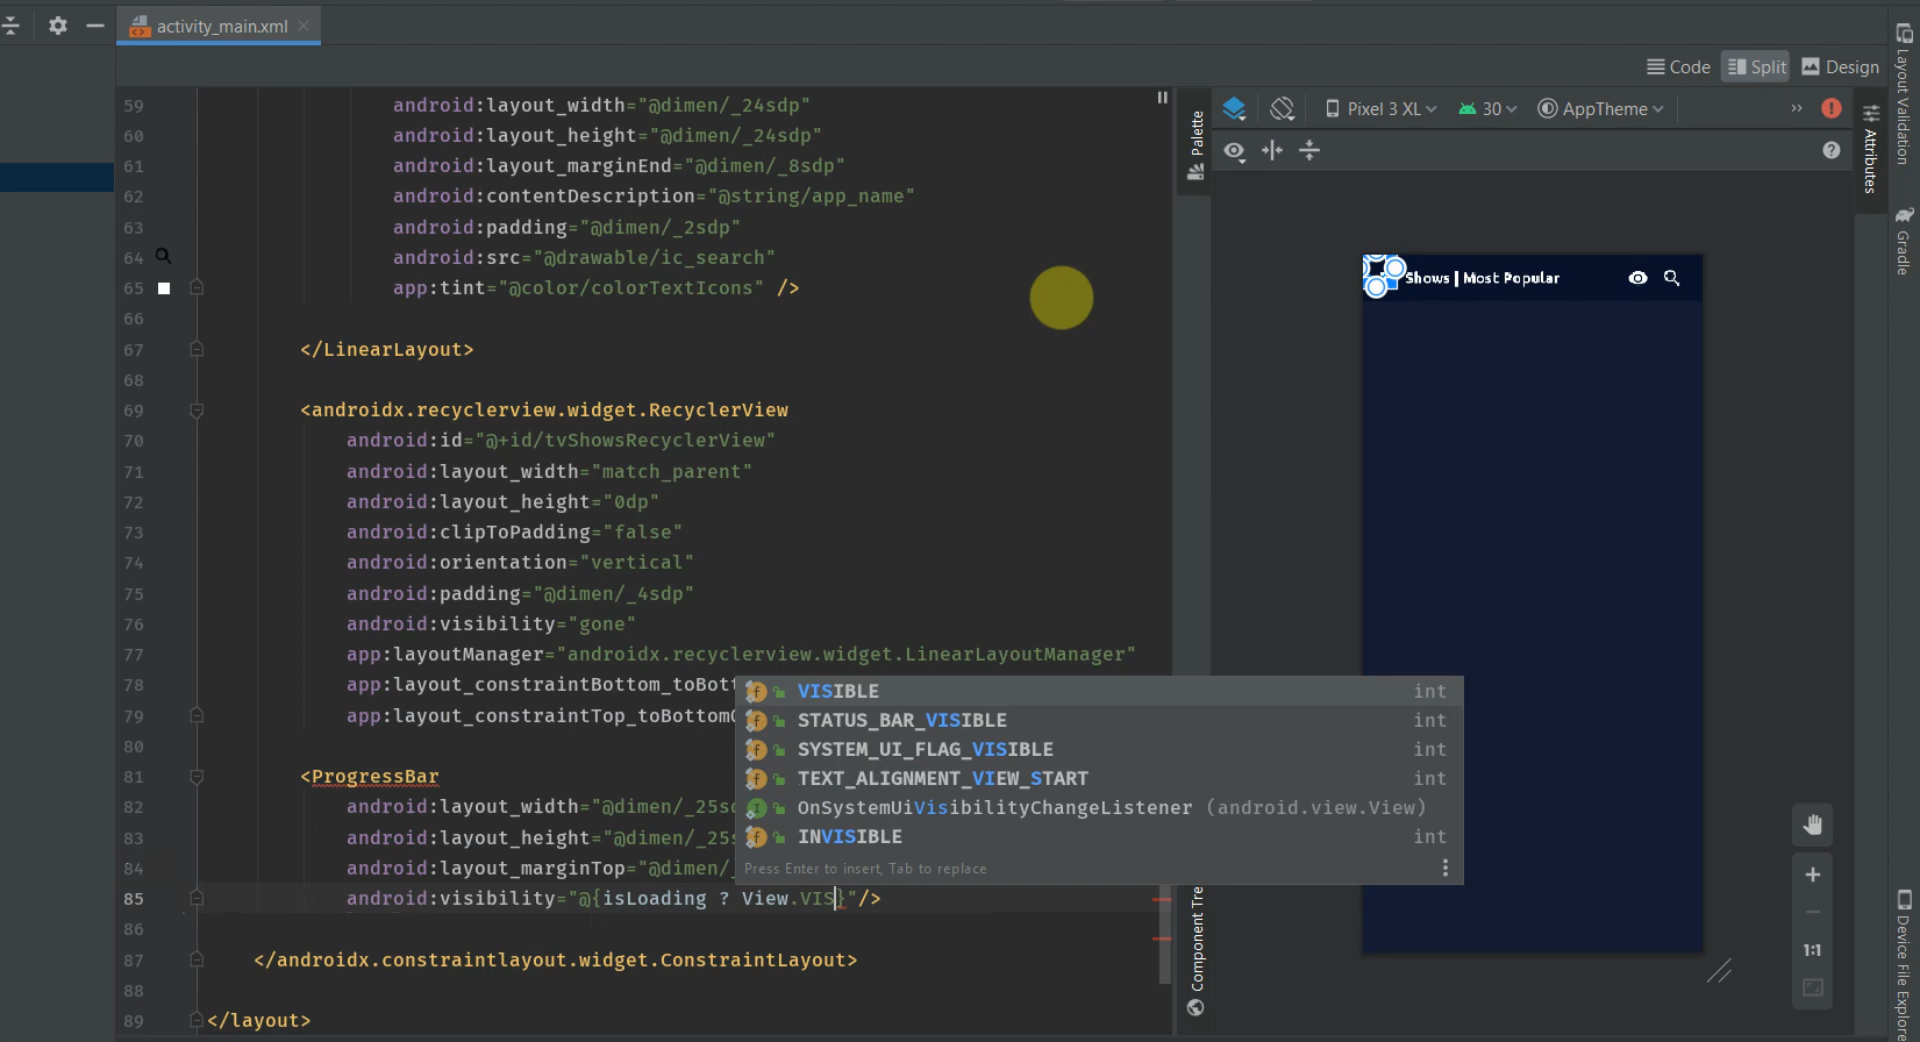 activity_main.xml
Code Split Design
59 android:layout_width="@dimen/_24sdp"
60 android:layout_height="@dimen/_24sdp"
61 android:layout_marginEnd="@dimen/_8sdp"
62 android:contentDescription="@string/app_name"
63 android:padding="@dimen/_2sdp"
64 android:src="@drawable/ic_search"
65 app:tint="@color/colorTextIcons" />
66
67 </LinearLayout>
68
69 <androidx.recyclerview.widget.RecyclerView
70 android:id="@+id/tvShowsRecyclerView"
71 android:layout_width="match_parent"
72 android:layout_height="0dp"
73 android:clipToPadding="false"
74 android:orientation="vertical"
75 android:padding="@dimen/_4sdp"
76 android:visibility="gone"
77 app:layoutManager="androidx.recyclerview.widget.LinearLayoutManager"
78 app:layout_constraintBottom_toBott
79 app:layout_constraintTop_toBottomO
80
81 <ProgressBar
82 android:layout_width="@dimen/_25sd
83 android:layout_height="@dimen/_25s
84 android:layout_marginTop="@dimen/_
85 android:visibility="@{isLoading ? View.VIS}"/>
86
87 </androidx.constraintlayout.widget.ConstraintLayout>
88
89 </layout>
VISIBLE int
STATUS_BAR_VISIBLE int
SYSTEM_UI_FLAG_VISIBLE int
TEXT_ALIGNMENT_VIEW_START int
OnSystemUiVisibilityChangeListener (android.view.View)
INVISIBLE int
Press Enter to insert, Tab to replace
Palette
Component Tre
Pixel 3 XL 30 AppTheme
Shows | Most Popular
1:1
Attributes
Layout Validation
Gradle
Device File Explore